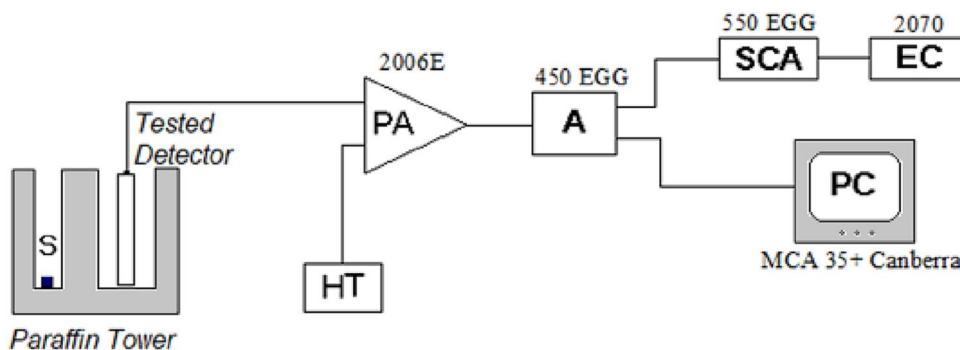 550 EGG
2070
SCA
EC
2006E
450 EGG
Tested
Detector
PA
A
PC
S
HT
MCA 35+ Canberra
Paraffin Tower